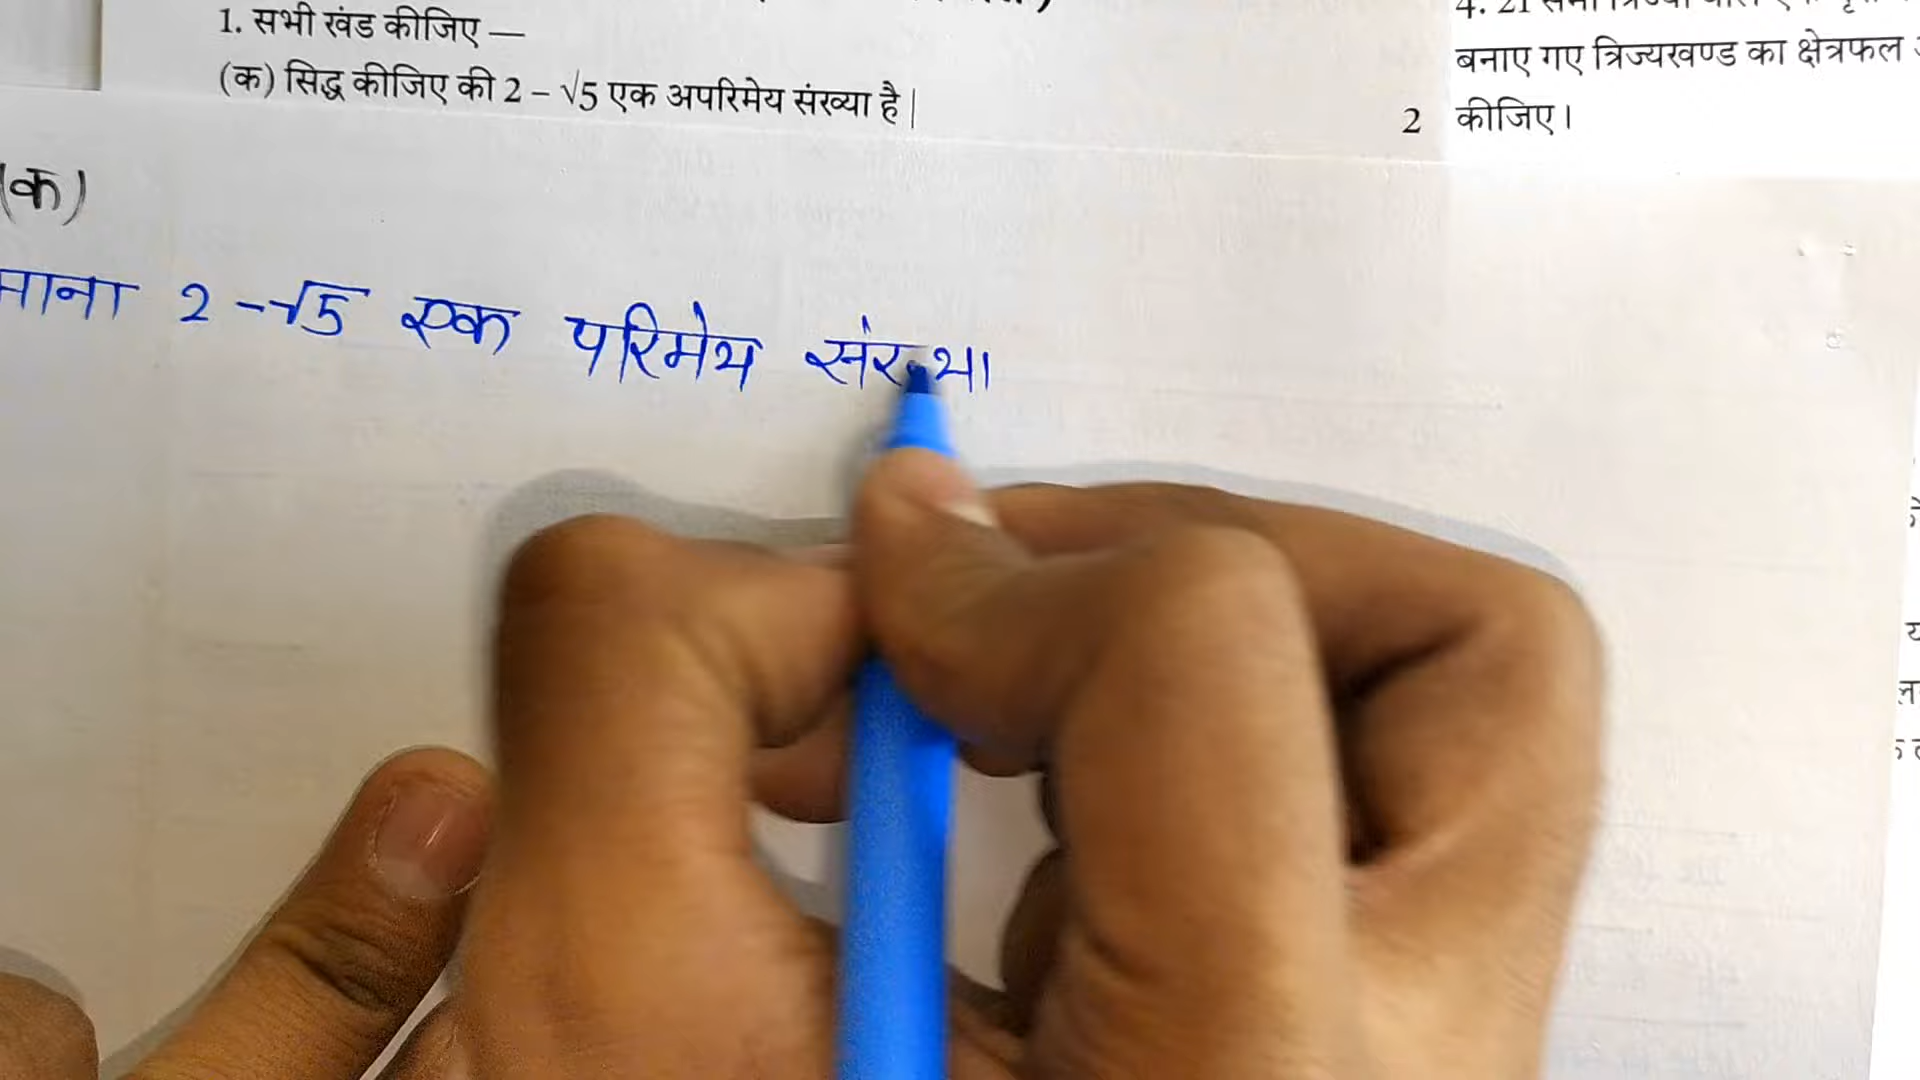 1. सभी खंड कीजिए —
(क) सिद्ध कीजिए की 2 – √5 एक अपरिमेय संख्या है |
2
बनाए गए त्रिज्यखण्ड का क्षेत्रफल
कीजिए।
(क)
माना 2-√5 एक परिमेय संख्या